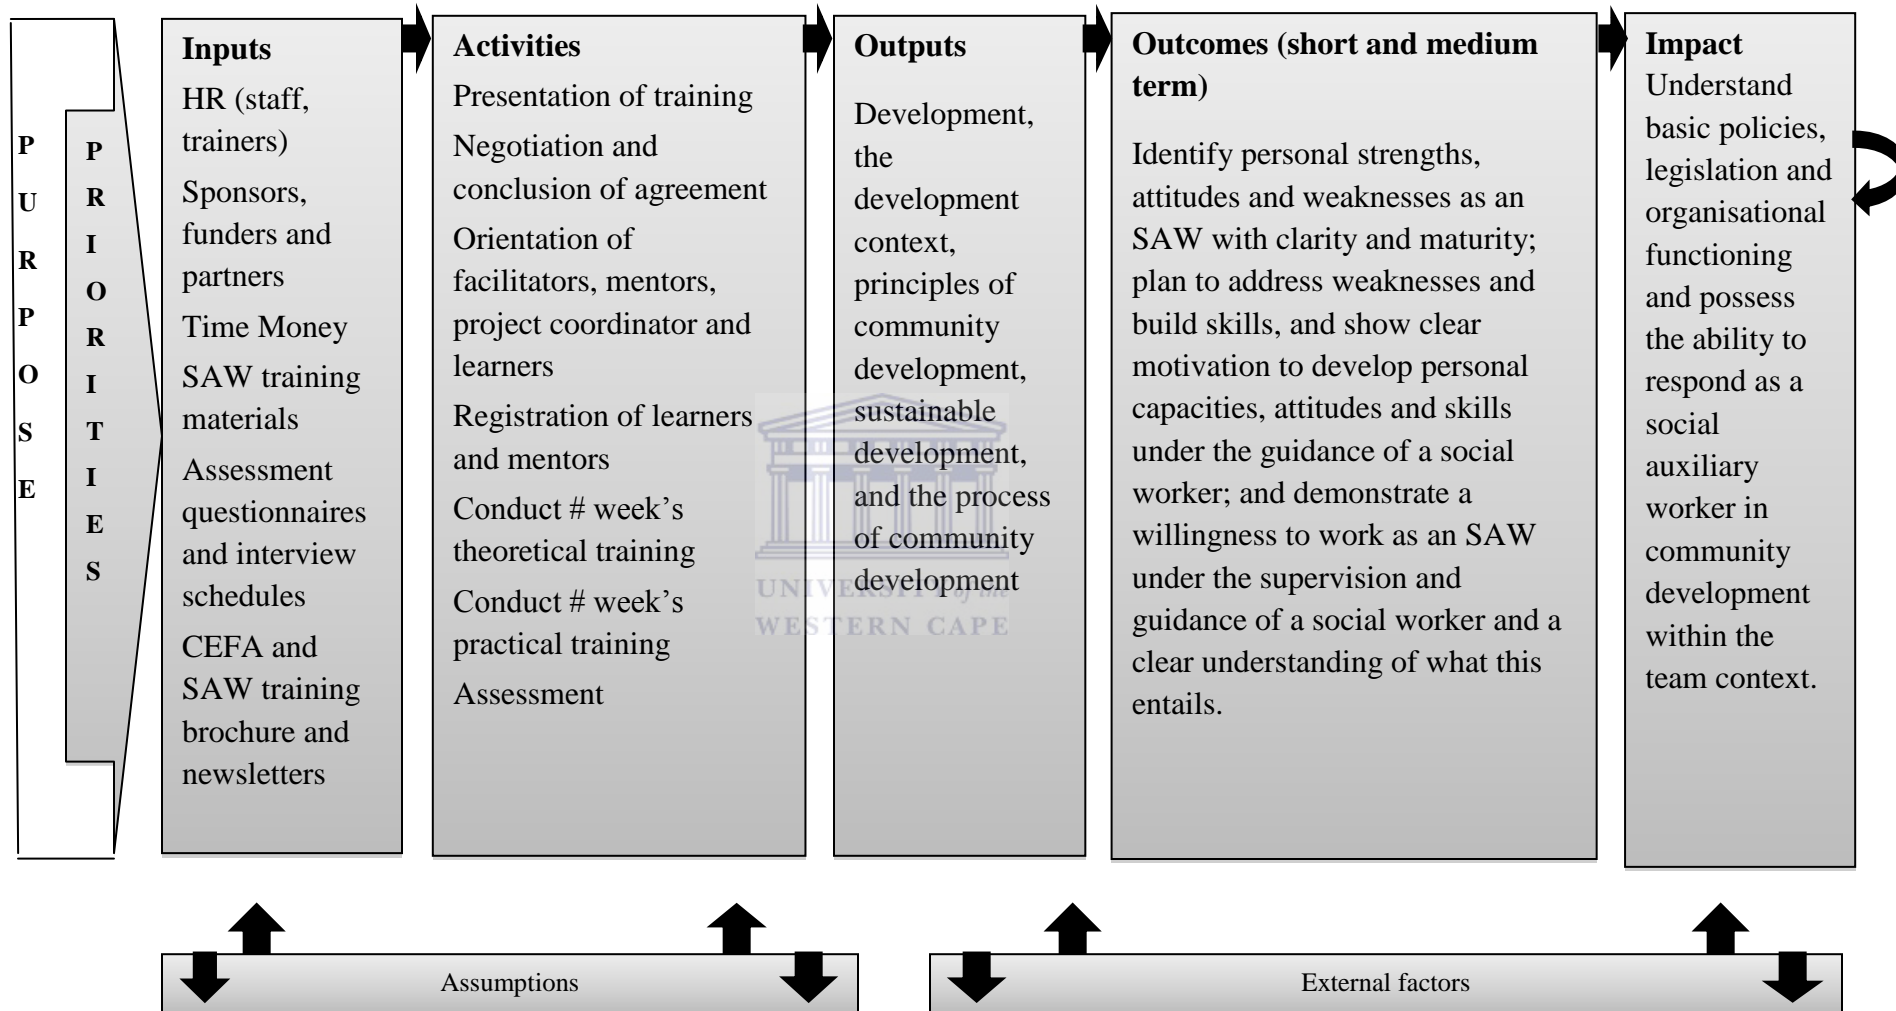 PURPOSE
PRIORITIES
Inputs
HR (staff,
trainers)
Sponsors,
funders and
partners
Time Money
SAW training
materials
Assessment
questionnaires
and interview
schedules
CEFA and
SAW training
brochure and
newsletters
Activities
Presentation of training
Negotiation and
conclusion of agreement
Orientation of
facilitators, mentors,
project coordinator and
learners
Registration of learners
and mentors
Conduct # week’s
theoretical training
Conduct # week’s
practical training
Assessment
Outputs
Development,
the
development
context,
principles of
community
development,
sustainable
development,
and the process
of community
development
UNIVERSITY of the
WESTERN CAPE
Outcomes (short and medium
term)
Identify personal strengths,
attitudes and weaknesses as an
SAW with clarity and maturity;
plan to address weaknesses and
build skills, and show clear
motivation to develop personal
capacities, attitudes and skills
under the guidance of a social
worker; and demonstrate a
willingness to work as an SAW
under the supervision and
guidance of a social worker and a
clear understanding of what this
entails.
Impact
Understand
basic policies,
legislation and
organisational
functioning
and possess
the ability to
respond as a
social
auxiliary
worker in
community
development
within the
team context.
Assumptions
External factors